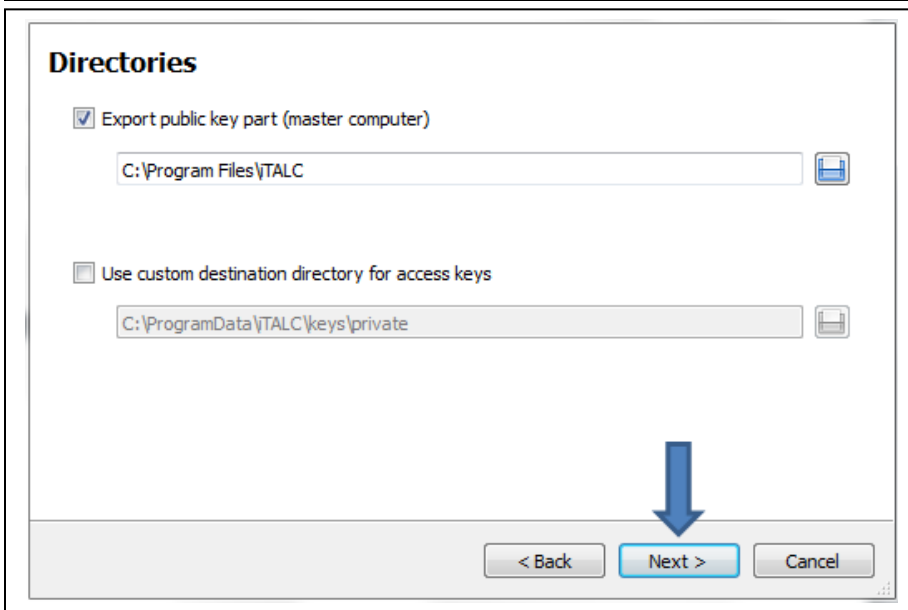 Directories
Export public key part (master computer)
C:\Program Files\iTALC
Use custom destination directory for access keys
C:\ProgramData\iTALC\keys\private
< Back Next > Cancel